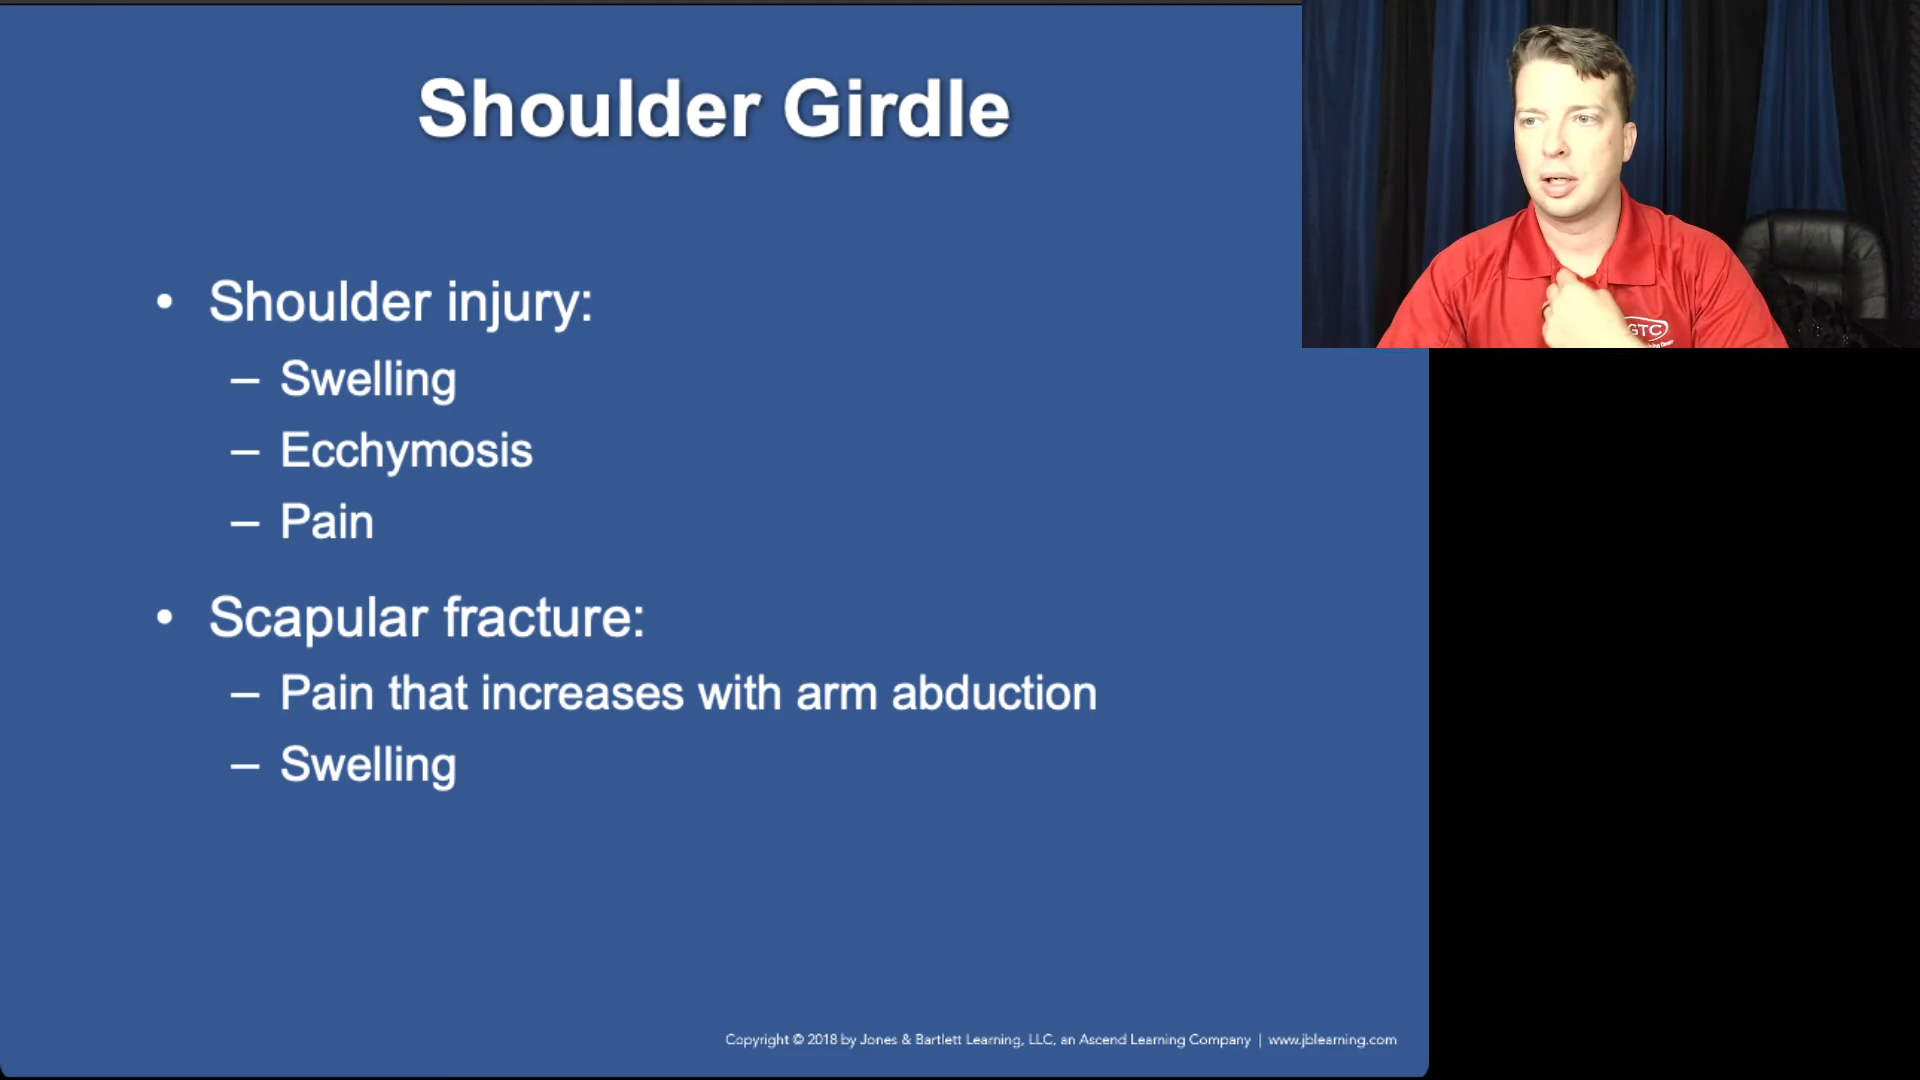 Shoulder Girdle
• Shoulder injury:
– Swelling
– Ecchymosis
– Pain
• Scapular fracture:
– Pain that increases with arm abduction
– Swelling
Copyright © 2018 by Jones & Bartlett Learning, LLC, an Ascend Learning Company | www.jblearning.com
GTC